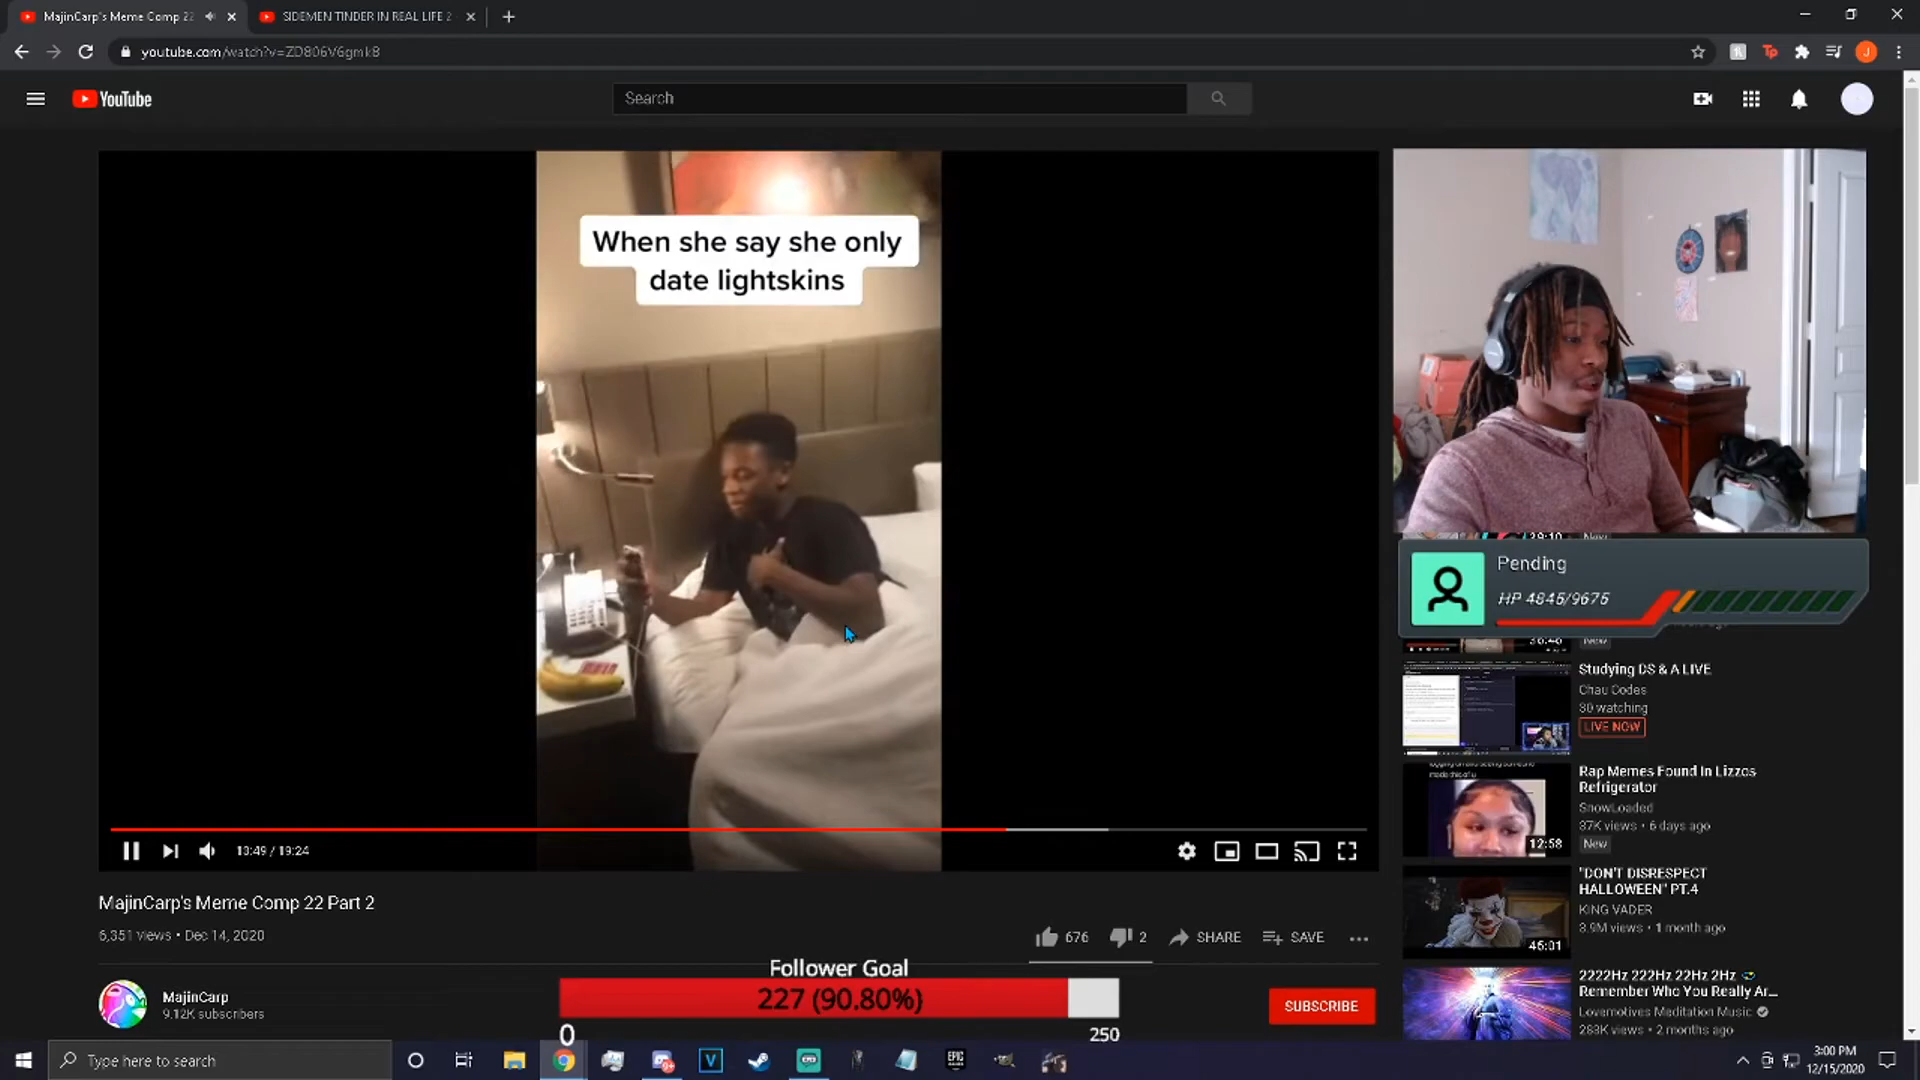 MajinCarp's Meme Comp 22
SIDEMEN TINDER IN REAL LIFE 2
youtube.com/watch?v=ZD806V6gmk8
YouTube
Search
When she say she only
date lightskins
Pending
HP 4845/9675
New
Studying DS & A LIVE
Chau Codes
30 watching
LIVE NOW
Rap Memes Found In Lizzos
Refrigerator
SnowLoaded
37K views • 6 days ago
New
12:58
"DON'T DISRESPECT
HALLOWEEN" PT.4
KING VADER
3.9M views • 1 month ago
45:01
2222Hz 222Hz 22Hz 2Hz
Remember Who You Really Ar...
Lovemotives Meditation Music
283K views • 2 months ago
13:49 / 19:24
MajinCarp's Meme Comp 22 Part 2
6,351 views • Dec 14, 2020
676
2
SHARE
SAVE
MajinCarp
9.12K subscribers
Follower Goal
227 (90.80%)
0
250
SUBSCRIBE
Type here to search
3:00 PM
12/15/2020